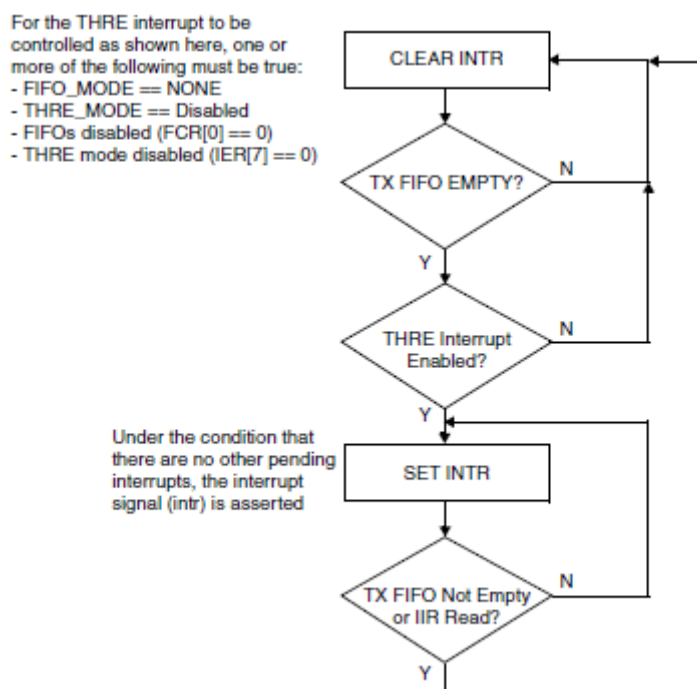 For the THRE interrupt to be
controlled as shown here, one or
more of the following must be true:
- FIFO_MODE == NONE
- THRE_MODE == Disabled
- FIFOs disabled (FCR[0] == 0)
- THRE mode disabled (IER[7] == 0)
CLEAR INTR
TX FIFO EMPTY?
N
Y
THRE Interrupt
Enabled?
N
Y
Under the condition that
there are no other pending
interrupts, the interrupt
signal (intr) is asserted
SET INTR
TX FIFO Not Empty
or IIR Read?
N
Y